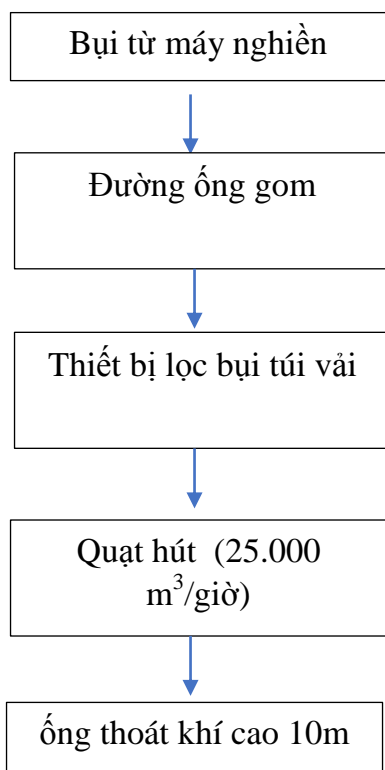 Bụi từ máy nghiền
Đường ống gom
Thiết bị lọc bụi túi vải
Quạt hút (25.000
m³/giờ)
ống thoát khí cao 10m